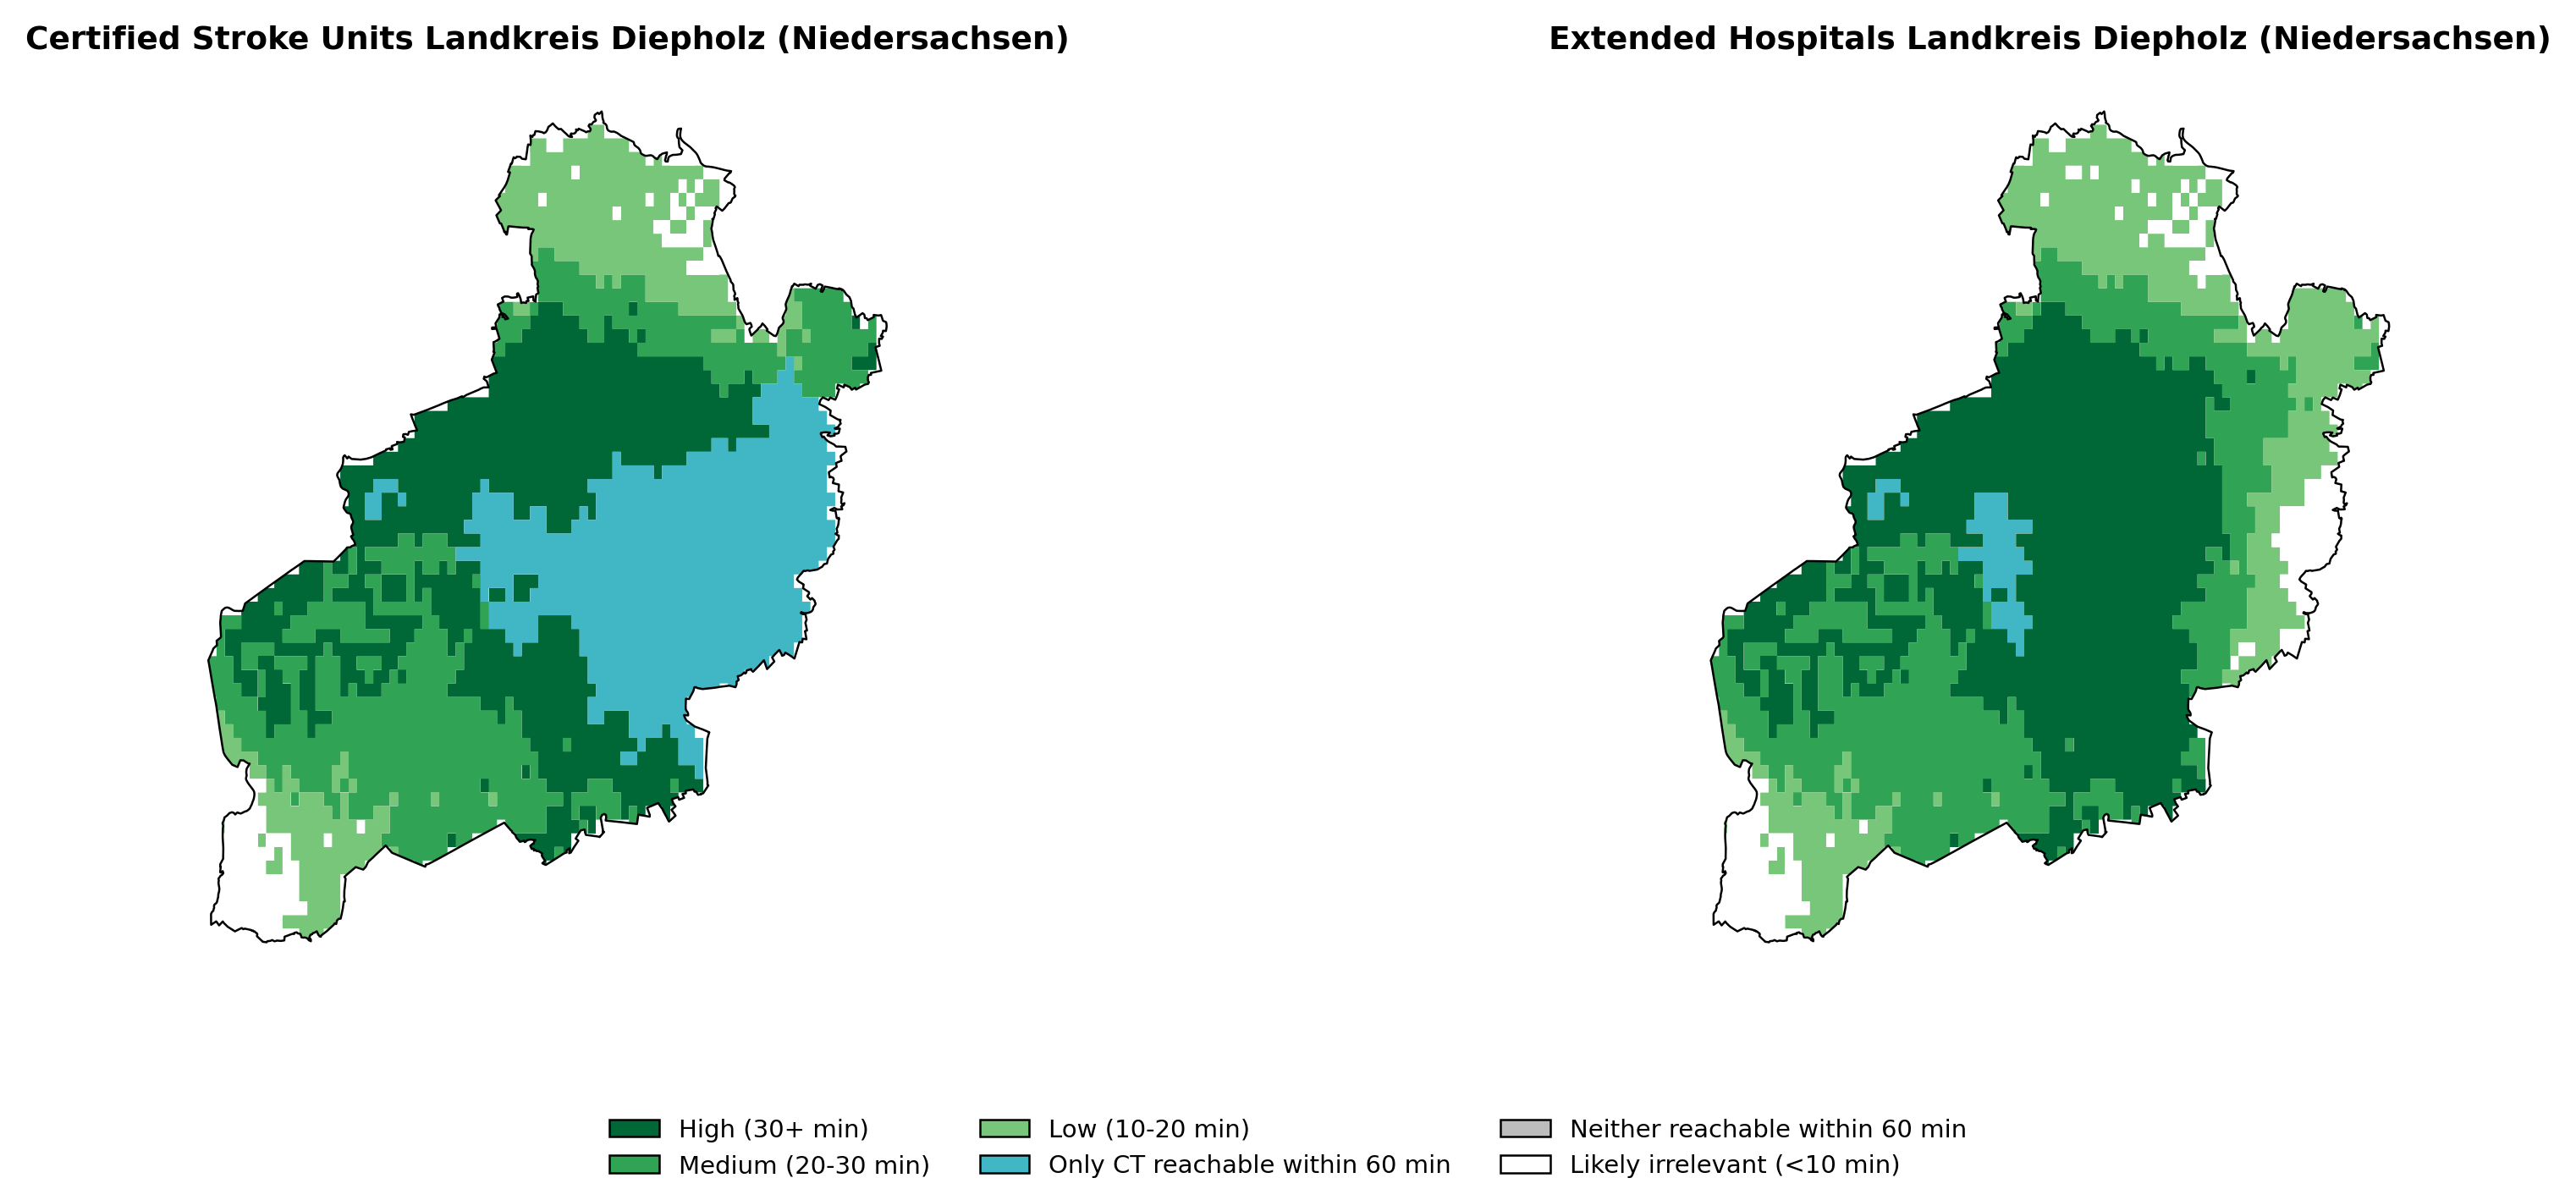 Certified Stroke Units Landkreis Diepholz (Niedersachsen)
Extended Hospitals Landkreis Diepholz (Niedersachsen)
High (30+ min)
Medium (20-30 min)
Low (10-20 min)
Only CT reachable within 60 min
Neither reachable within 60 min
Likely irrelevant (<10 min)